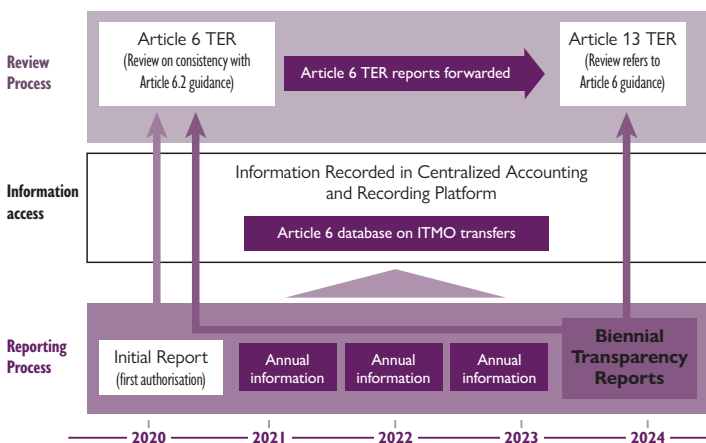 Review
Process
Article 6 TER
(Review on consistency with
Article 6.2 guidance)
Article 6 TER reports forwarded
Article 13 TER
(Review refers to
Article 6 guidance)
Information
access
Information Recorded in Centralized Accounting
and Recording Platform
Article 6 database on ITMO transfers
Reporting
Process
Initial Report
(first authorisation)
Annual
information
Annual
information
Annual
information
Biennial
Transparency
Reports
2020
2021
2022
2023
2024